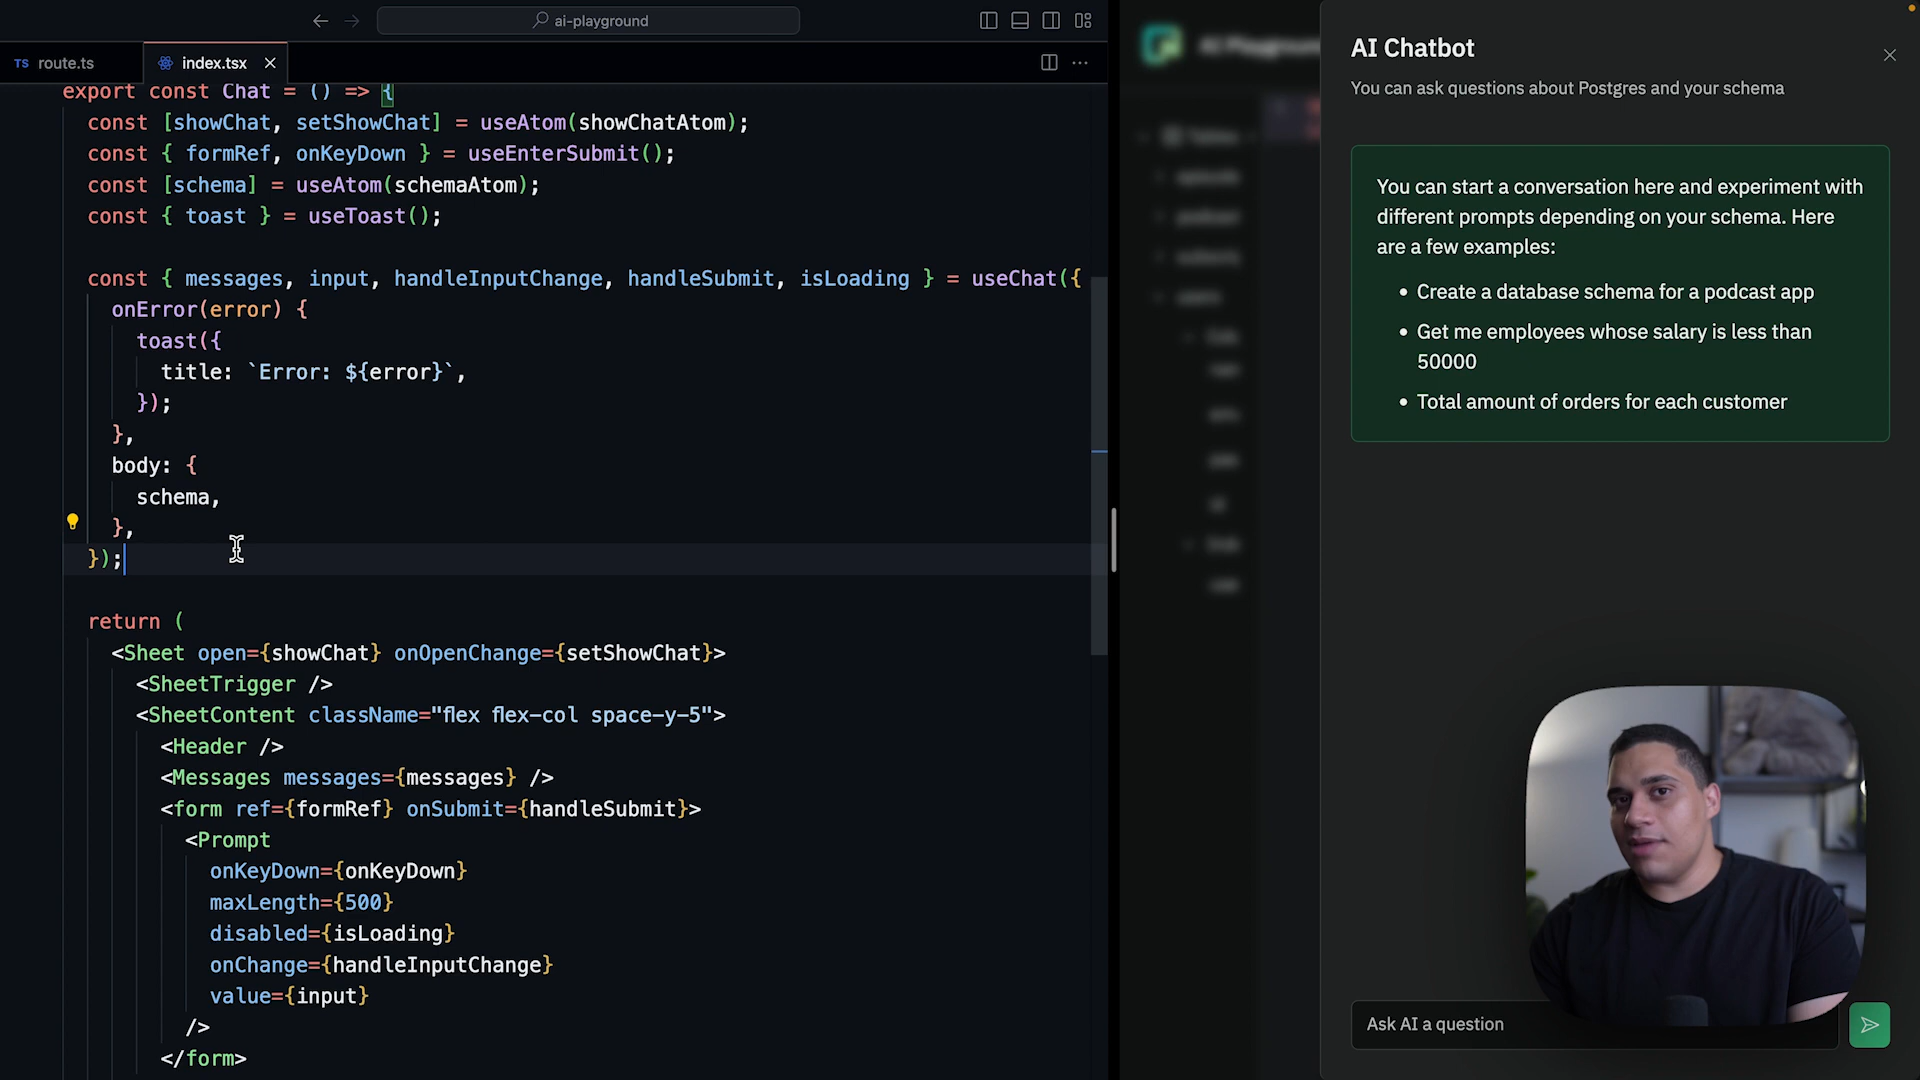 ai-playground
TS route.ts
index.tsx
export const Chat = () => {
const [showChat, setShowChat] = useAtom(showChatAtom);
const { formRef, onKeyDown } = useEnterSubmit();
const [schema] = useAtom(schemaAtom);
const { toast } = useToast();
const { messages, input, handleInputChange, handleSubmit, isLoading } = useChat({
onError(error) {
toast({
title: `Error: ${error}`,
});
},
body: {
schema,
},
});
return (
<Sheet open={showChat} onOpenChange={setShowChat}>
<SheetTrigger />
<SheetContent className="flex flex-col space-y-5">
<Header />
<Messages messages={messages} />
<form ref={formRef} onSubmit={handleSubmit}>
<Prompt
onKeyDown={onKeyDown}
maxLength={500}
disabled={isLoading}
onChange={handleInputChange}
value={input}
/>
</form>
AI Playground
Tables
AI Chatbot
You can ask questions about Postgres and your schema
You can start a conversation here and experiment with
different prompts depending on your schema. Here
are a few examples:
• Create a database schema for a podcast app
• Get me employees whose salary is less than
50000
• Total amount of orders for each customer
Ask AI a question